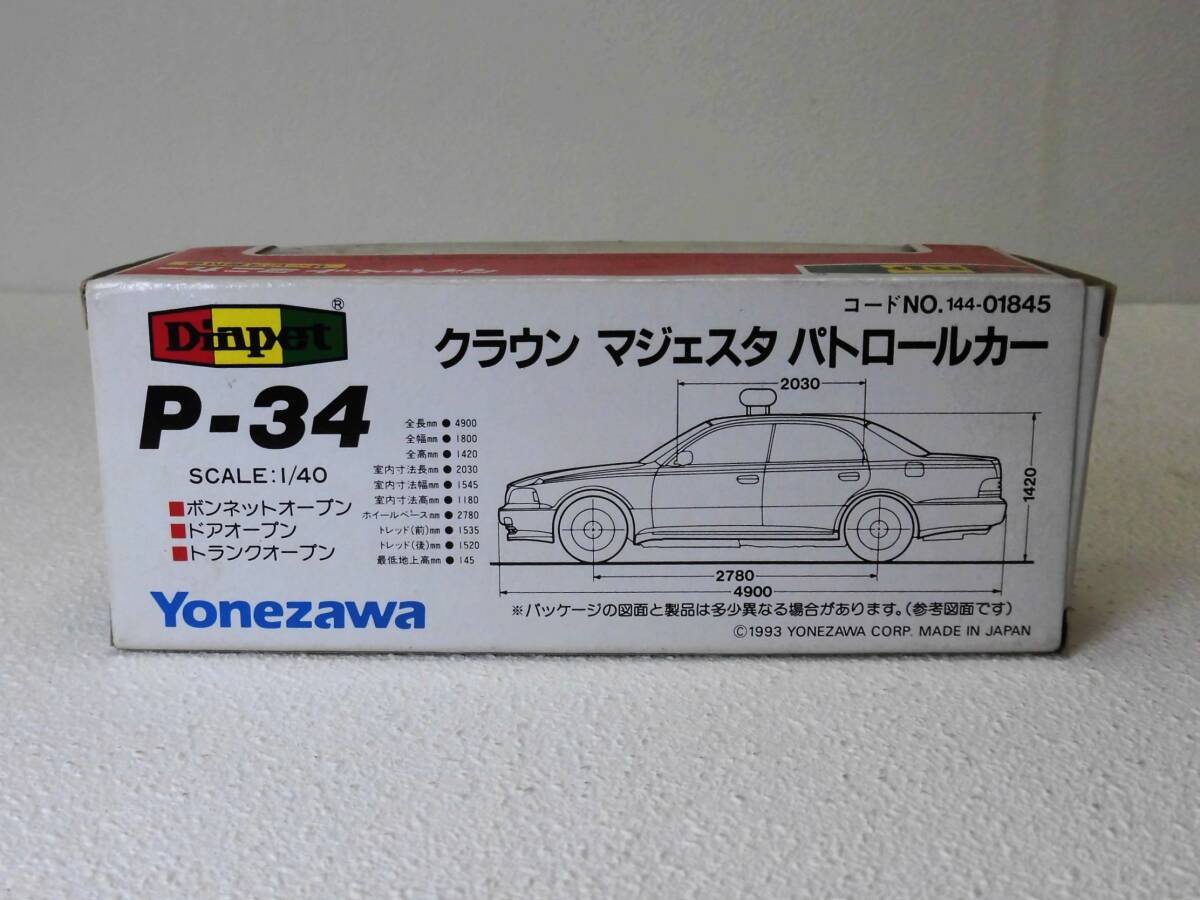 Diapet ®
P-34
SCALE:1/40
■ボンネットオープン
■ドアオープン
■トランクオープン
Yonezawa
コードNO. 144-01845
クラウン マジェスタ パトロールカー
全長mm ● 4900
全幅mm ● 1800
全高mm ● 1420
室内寸法長mm ● 2030
室内寸法幅mm ● 1545
室内寸法高mm ● 1180
ホイールベースmm ● 2780
トレッド(前)mm ● 1535
トレッド(後)mm ● 1520
最低地上高mm ● 145
2030
1420
2780
4900
※パッケージの図面と製品は多少異なる場合があります。(参考図面です)
©1993 YONEZAWA CORP. MADE IN JAPAN